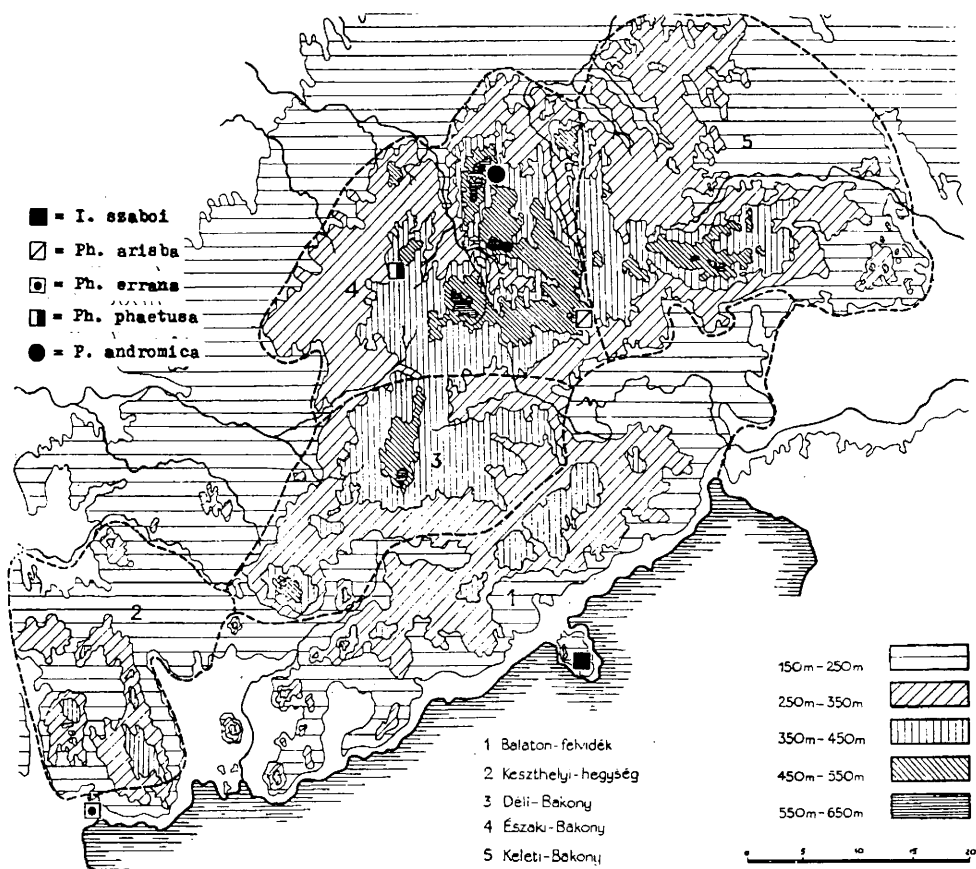 ■ = I. szaboi
= Ph. arisba
= Ph. errans
= Ph. phaetusa
● = P. andromica
5
4
3
2
1
1 Balaton-felvidék
2 Keszthelyi-hegység
3 Déli-Bakony
4 Északi-Bakony
5 Keleti-Bakony
150m-250m
250m-350m
350m-450m
450m-550m
550m-650m
0 5 10 15 20